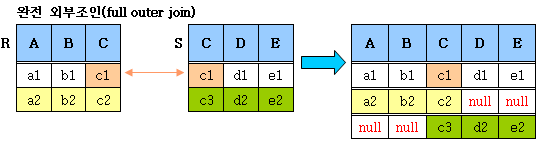 완전 외부조인(full outer join)
R A B C S C D E A B C D E
a1 b1 c1 c1 d1 e1 a1 b1 c1 d1 e1
a2 b2 c2 c3 d2 e2 a2 b2 c2 null null
null null c3 d2 e2